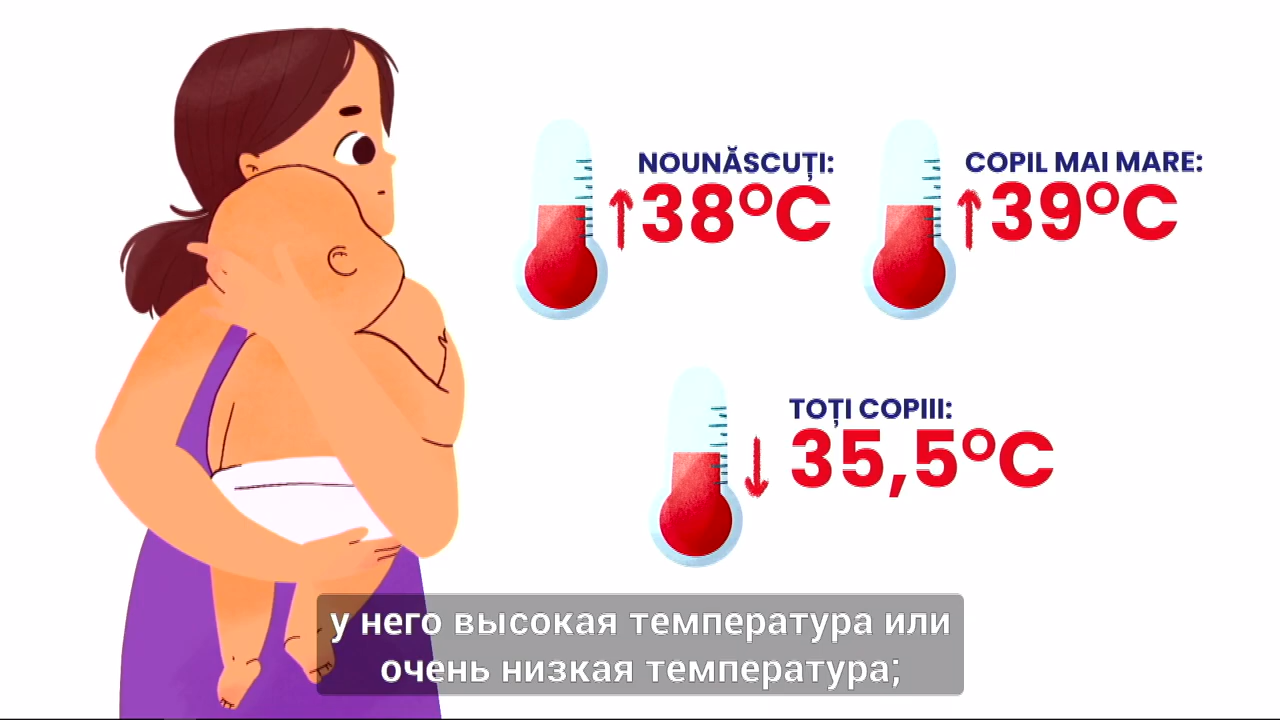 NOUNĂSCUȚI:
↑38°C
COPIL MAI MARE:
↑39°C
TOȚI COPIII:
↓35,5°C
у него высокая температура или
очень низкая температура;